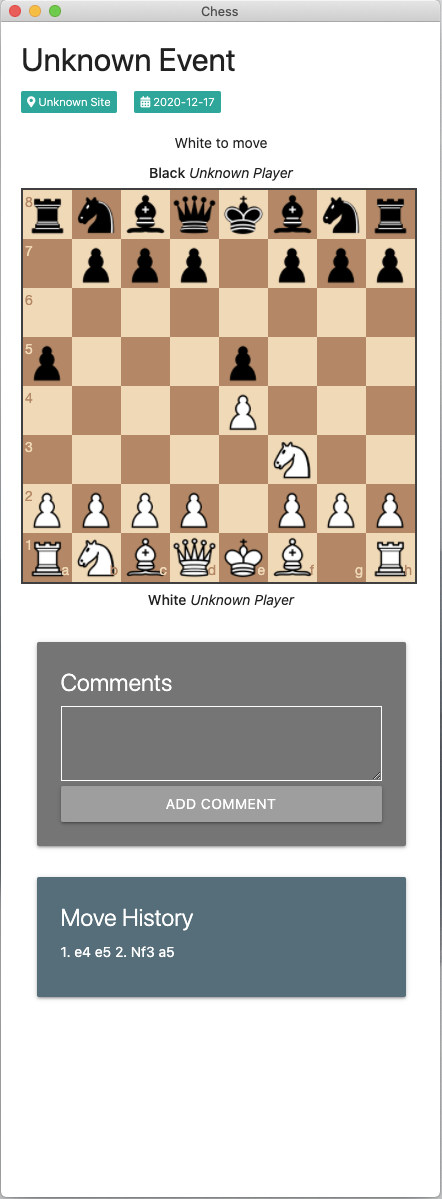 Chess
Unknown Event
Unknown Site 2020-12-17
White to move
Black Unknown Player
8
7
6
5
4
3
2
1
a b c d e f g h
White Unknown Player
Comments
ADD COMMENT
Move History
1. e4 e5 2. Nf3 a5